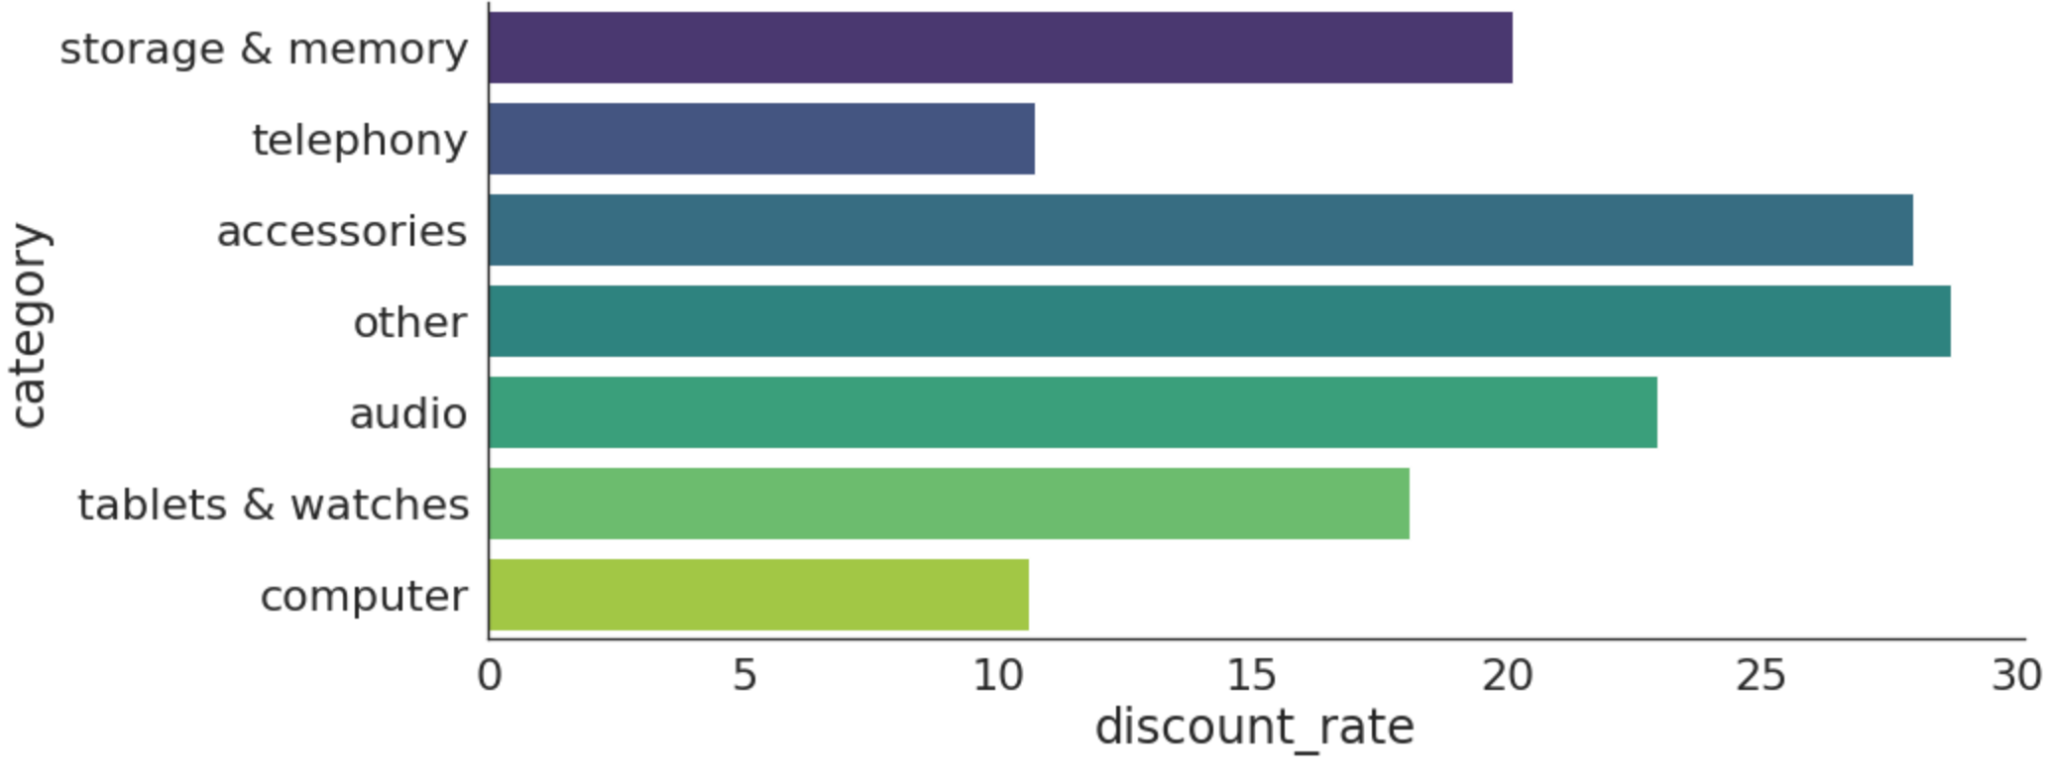 storage & memory
telephony
accessories
other
audio
tablets & watches
computer
category
0 5 10 15 20 25 30
discount_rate